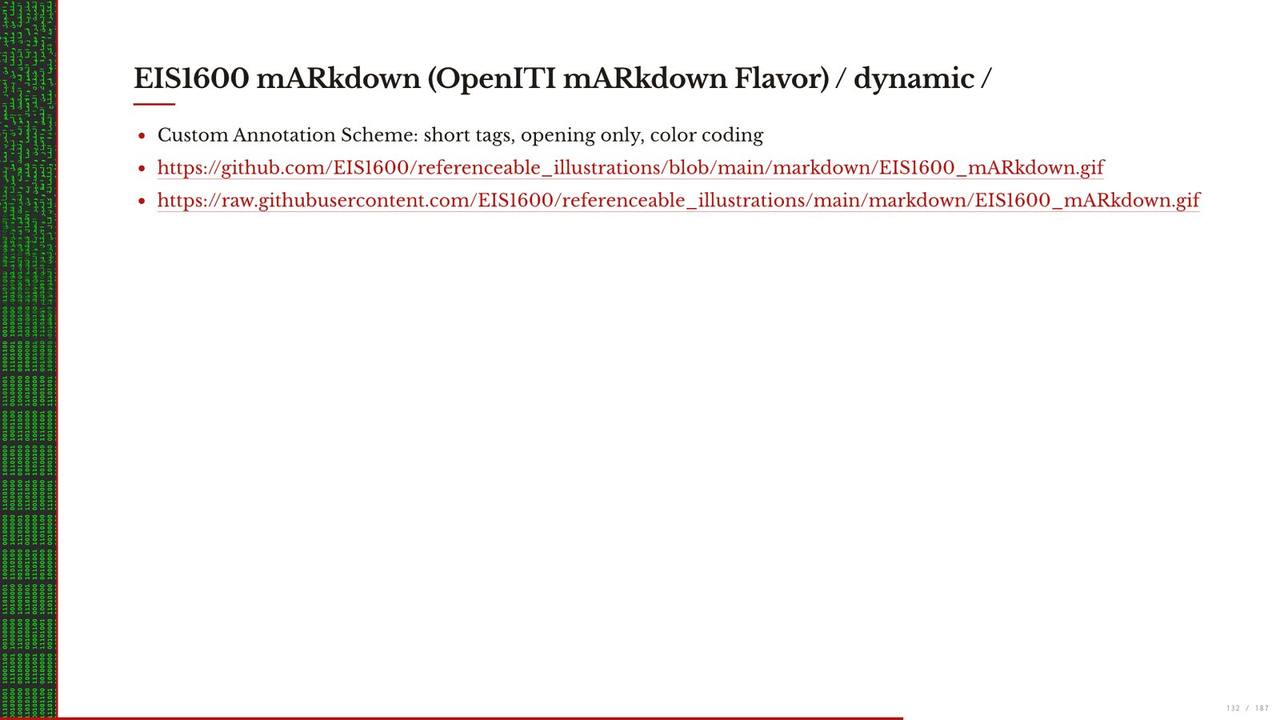 EIS1600 mARkdown (OpenITI mARkdown Flavor) / dynamic /
• Custom Annotation Scheme: short tags, opening only, color coding
• https://github.com/EIS1600/referenceable_illustrations/blob/main/markdown/EIS1600_mARkdown.gif
• https://raw.githubusercontent.com/EIS1600/referenceable_illustrations/main/markdown/EIS1600_mARkdown.gif
132 / 187